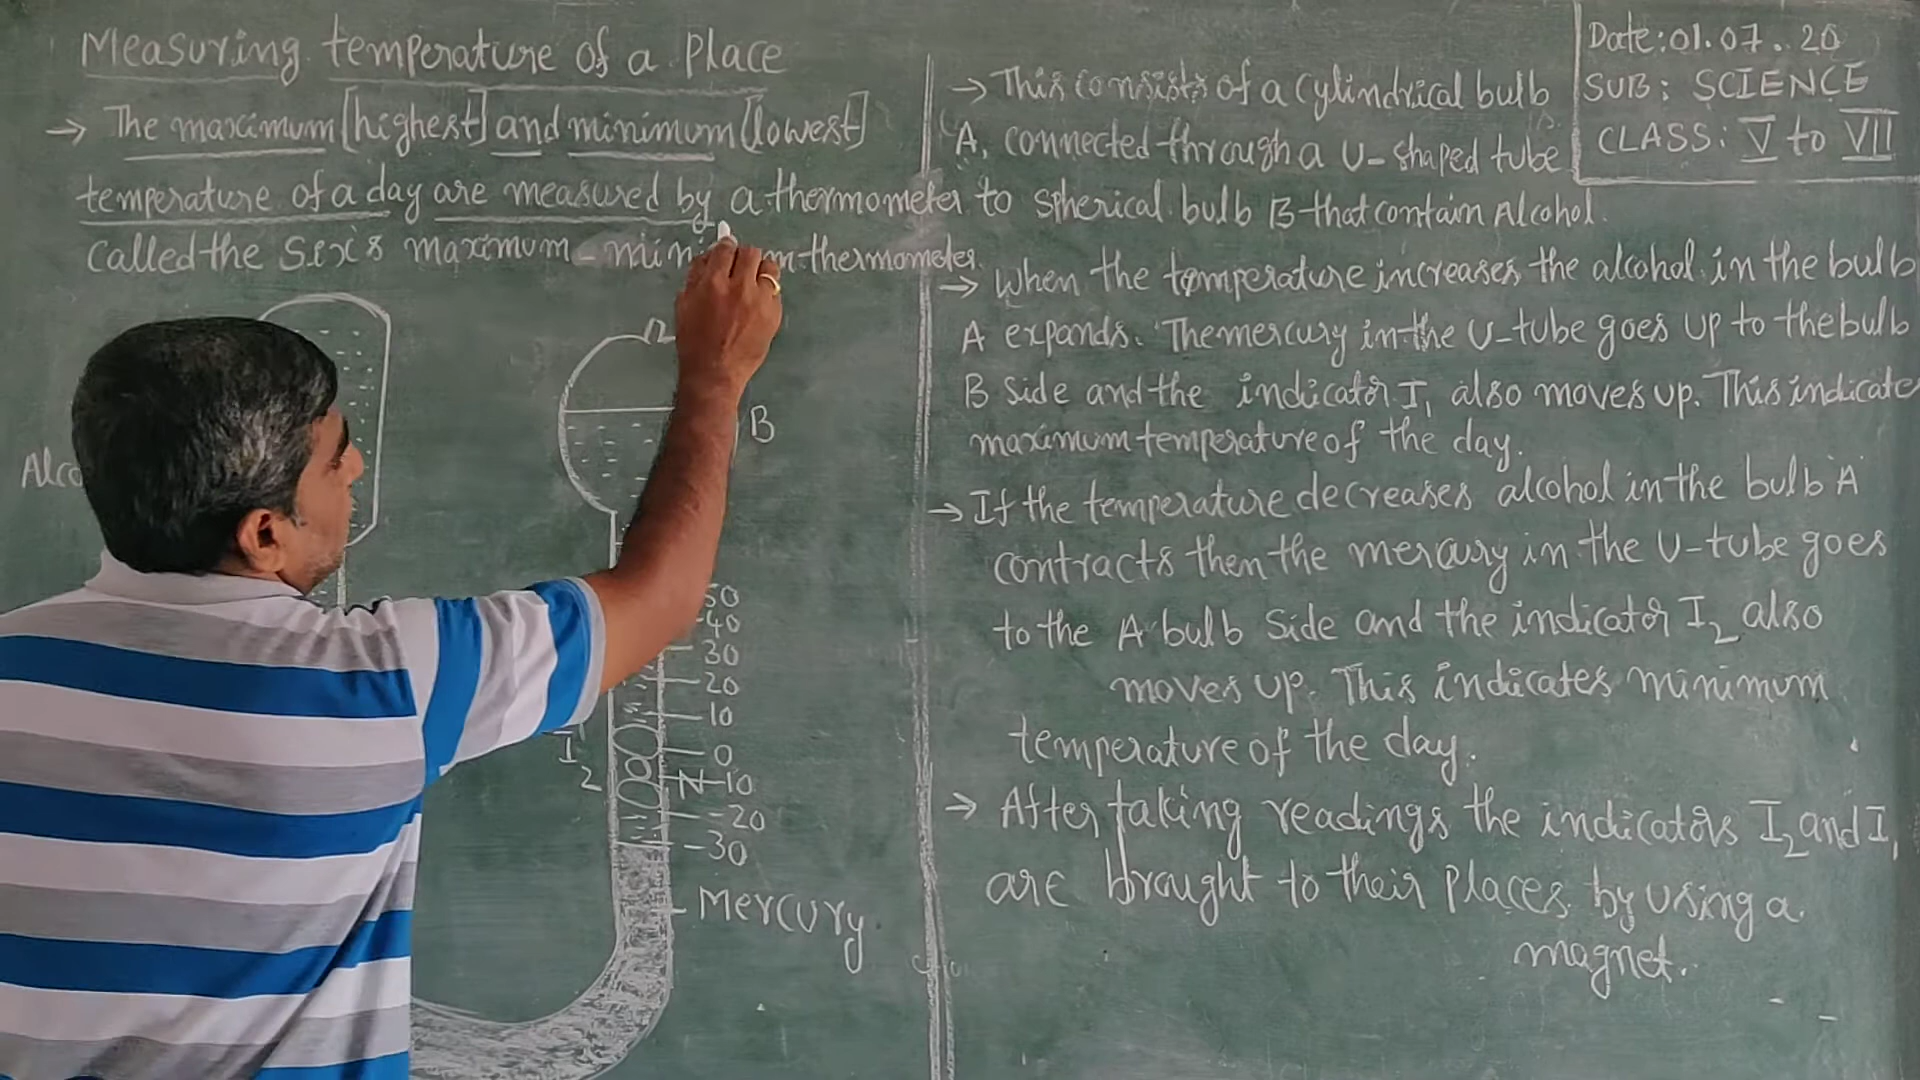 Measuring temperature of a Place
→ The maximum [highest] and minimum [lowest]
temperature of a day are measured by a thermometer
called the Six's maximum - thermometer
Alco
B
50
40
30
20
10
0
N-10
-20
-30
I2
Mercury
→ This consists of a cylindrical bulb
A, connected through a U-shaped tube
to spherical bulb B that contain Alcohol.
→ When the temperature increases the alcohol in the bulb
A expands. The mercury in the U-tube goes up to the bulb
B side and the indicator I1 also moves up. This indicate
maximum temperature of the day.
→ If the temperature decreases alcohol in the bulb A
contracts then the mercury in the U-tube goes
to the A bulb side and the indicator I2 also
moves up. This indicates minimum
temperature of the day.
→ After taking readings the indicators I2 and I1
are brought to their places by using a
magnet.
Date: 01.07.20
SUB: SCIENCE
CLASS: V to VII